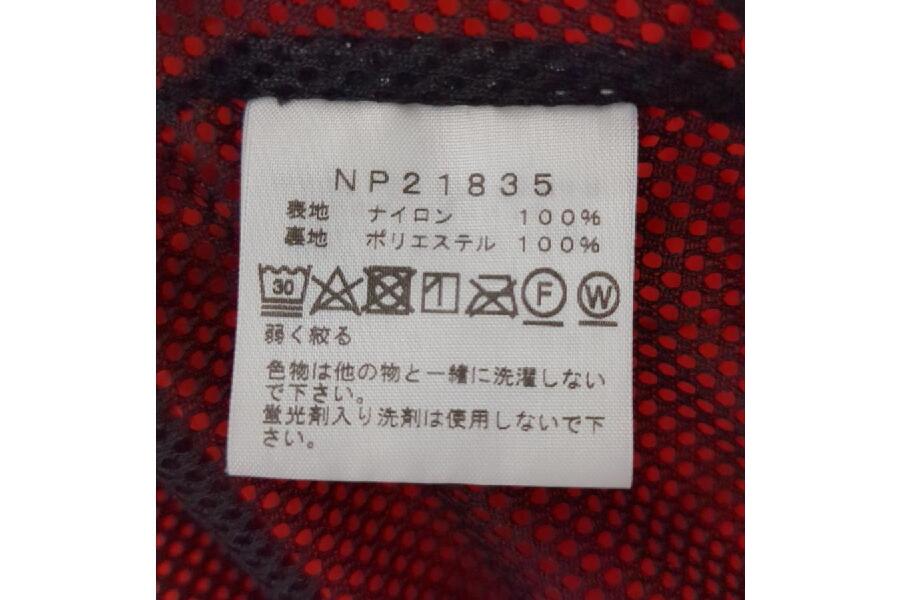 NP21835
表地 ナイロン 100%
裏地 ポリエステル 100%
30 F W
弱く絞る
色物は他の物と一緒に洗濯しない
で下さい。
蛍光剤入り洗剤は使用しないで下
さい。